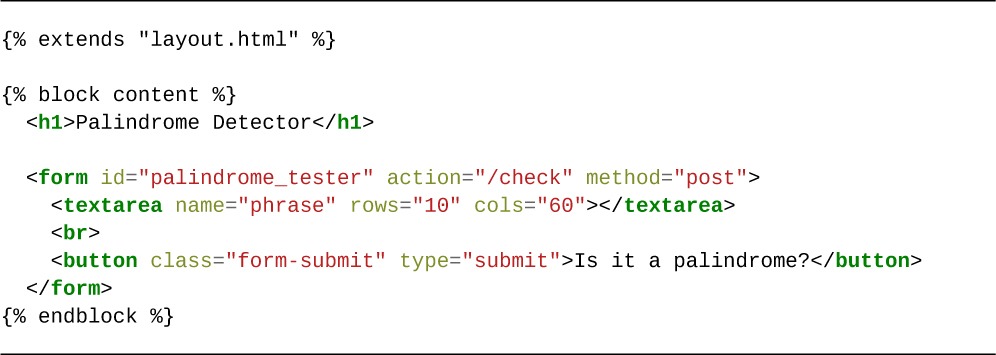 {% extends "layout.html" %}
{% block content %}
<h1>Palindrome Detector</h1>
<form id="palindrome_tester" action="/check" method="post">
<textarea name="phrase" rows="10" cols="60"></textarea>
<br>
<button class="form-submit" type="submit">Is it a palindrome?</button>
</form>
{% endblock %}